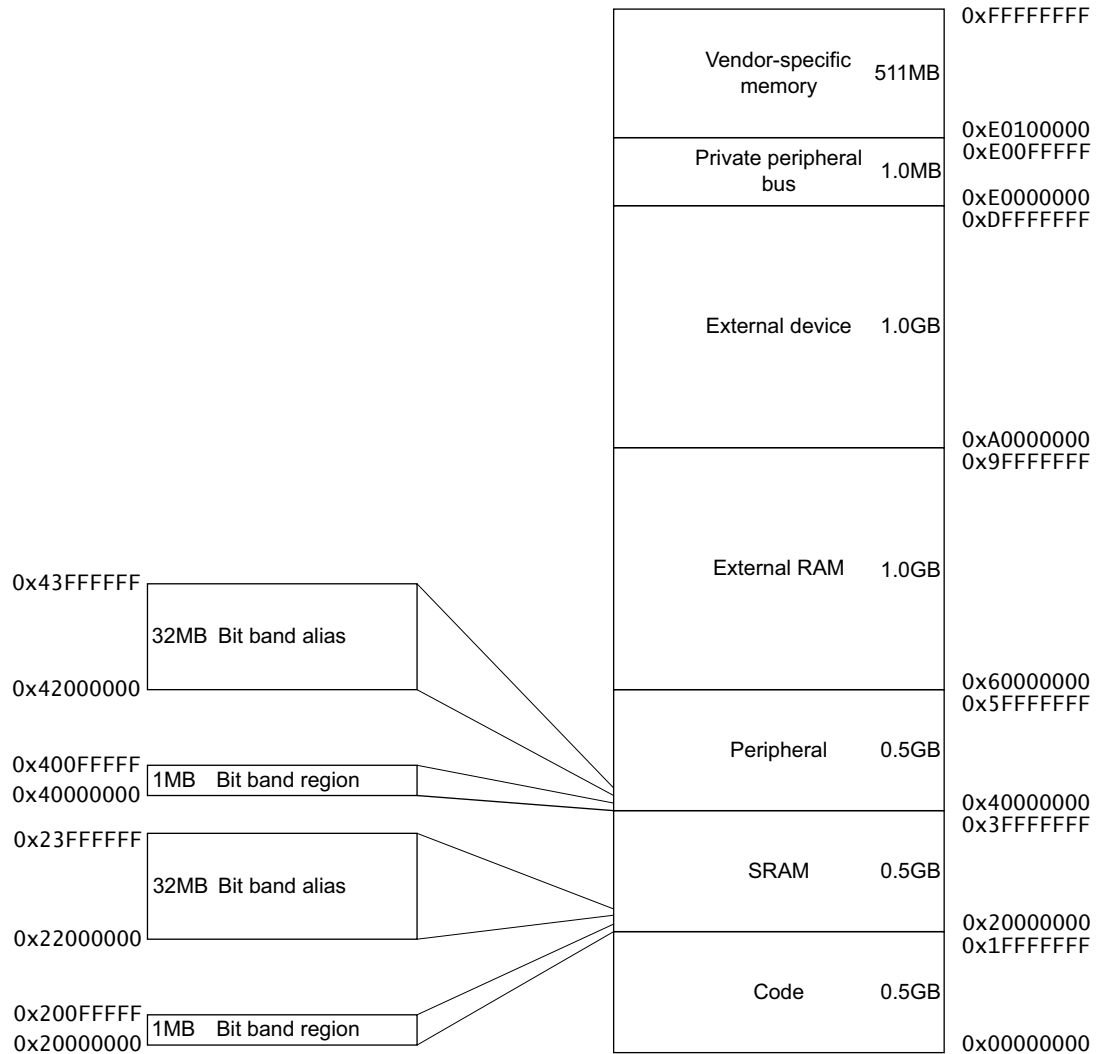 0xFFFFFFFF
Vendor-specific
memory
511MB
0xE0100000
0xE00FFFFF
Private peripheral
bus
1.0MB
0xE0000000
0xDFFFFFFF
External device
1.0GB
0xA0000000
0x9FFFFFFF
External RAM
1.0GB
0x60000000
0x5FFFFFFF
Peripheral
0.5GB
0x40000000
0x3FFFFFFF
SRAM
0.5GB
0x20000000
0x1FFFFFFF
Code
0.5GB
0x00000000
0x43FFFFFF
32MB Bit band alias
0x42000000
0x400FFFFF
1MB Bit band region
0x40000000
0x23FFFFFF
32MB Bit band alias
0x22000000
0x200FFFFF
1MB Bit band region
0x20000000